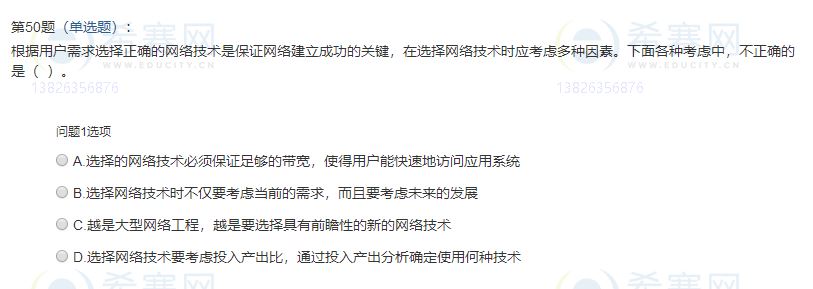 第50题（单选题）：
根据用户需求选择正确的网络技术是保证网络建立成功的关键，在选择网络技术时应考虑多种因素。下面各种考虑中，不正确的
是（ ）。
希赛网
WWW.EDUCITY.CN
13826356876
希赛网
WWW.EDUCITY.CN
13826356876
问题1选项
A.选择的网络技术必须保证足够的带宽，使得用户能快速地访问应用系统
B.选择网络技术时不仅要考虑当前的需求，而且要考虑未来的发展
C.越是大型网络工程，越是要选择具有前瞻性的新的网络技术
D.选择网络技术要考虑投入产出比，通过投入产出分析确定使用何种技术
希赛网
希赛网